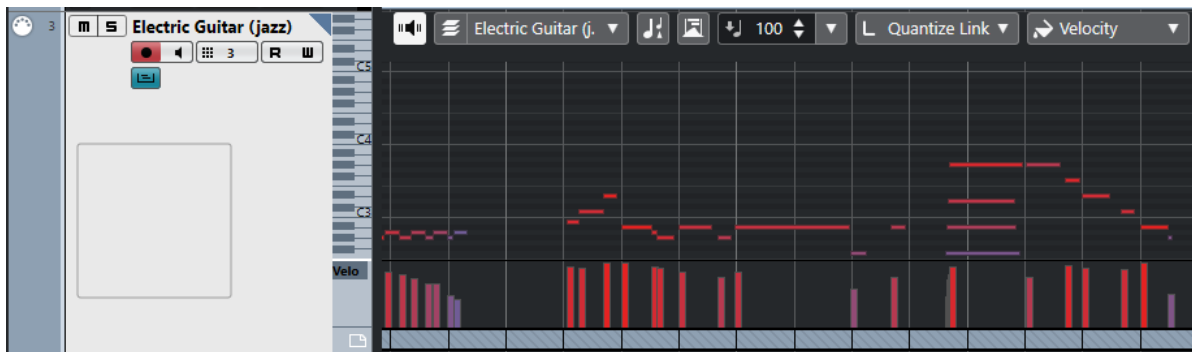 3 m S Electric Guitar (jazz)
3 R W
Electric Guitar (j. 100 L Quantize Link Velocity
C5
C4
C3
Velo